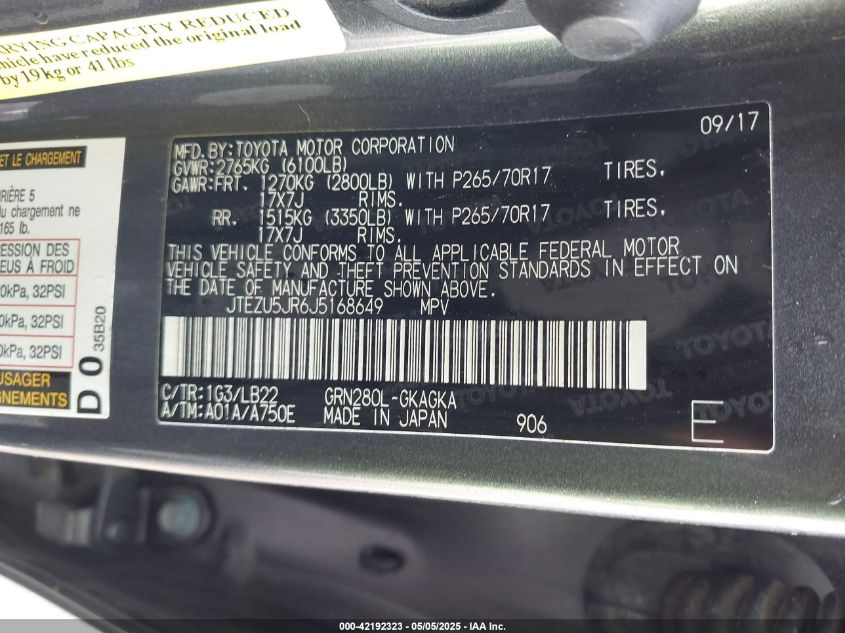 RYING CAPACITY REDUCED
hicle have reduced the original load
by 19 kg or 41 lbs
ET LE CHARGEMENT
RIÈRE 5
du chargement ne
165 lb.
ESSION DES
EUS À FROID
0kPa, 32PSI
0kPa, 32PSI
0kPa, 32PSI
USAGER
GNEMENTS
D 0 35B20
09/17
MFD. BY: TOYOTA MOTOR CORPORATION
GVWR: 2765KG (6100LB)
GAWR: FRT. 1270KG (2800LB) WITH P265/70R17 TIRES,
17X7J RIMS.
RR. 1515KG (3350LB) WITH P265/70R17 TIRES,
17X7J RIMS.
THIS VEHICLE CONFORMS TO ALL APPLICABLE FEDERAL MOTOR
VEHICLE SAFETY AND THEFT PREVENTION STANDARDS IN EFFECT ON
THE DATE OF MANUFACTURE SHOWN ABOVE.
JTEZU5JR6J5168649 MPV
C/TR: 1G3/LB22 GRN280L-GKAGKA
A/TM: A01A/A750E MADE IN JAPAN 906
E
000-42192323 - 05/05/2025 - IAA Inc.